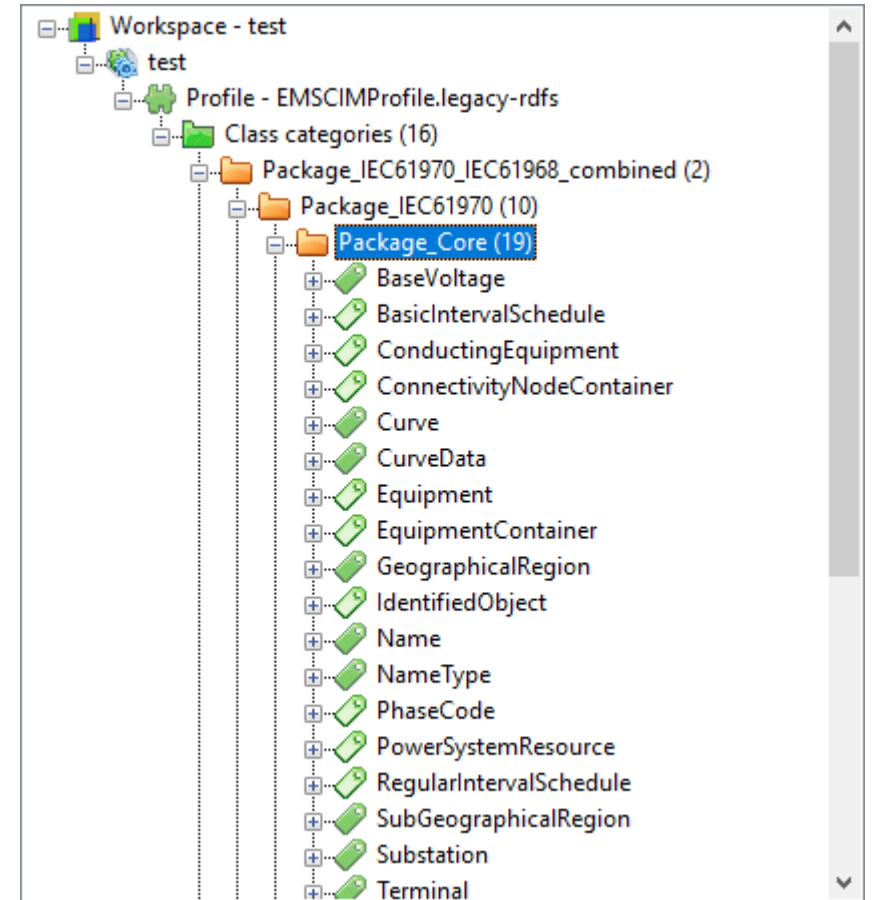 Workspace - test
test
Profile - EMSCIMProfile.legacy-rdfs
Class categories (16)
Package_IEC61970_IEC61968_combined (2)
Package_IEC61970 (10)
Package_Core (19)
BaseVoltage
BasicIntervalSchedule
ConductingEquipment
ConnectivityNodeContainer
Curve
CurveData
Equipment
EquipmentContainer
GeographicalRegion
IdentifiedObject
Name
NameType
PhaseCode
PowerSystemResource
RegularIntervalSchedule
SubGeographicalRegion
Substation
Terminal